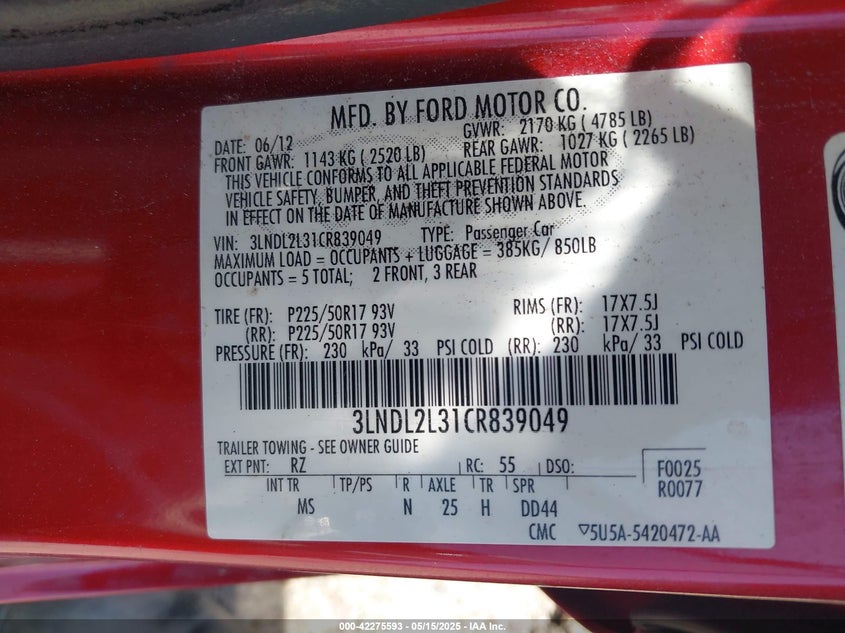 MFD. BY FORD MOTOR CO.
DATE: 06/12 GVWR: 2170 KG ( 4785 LB)
FRONT GAWR: 1143 KG ( 2520 LB) REAR GAWR: 1027 KG ( 2265 LB)
THIS VEHICLE CONFORMS TO ALL APPLICABLE FEDERAL MOTOR
VEHICLE SAFETY, BUMPER, AND THEFT PREVENTION STANDARDS
IN EFFECT ON THE DATE OF MANUFACTURE SHOWN ABOVE.
VIN: 3LNDL2L31CR839049 TYPE: Passenger Car
MAXIMUM LOAD = OCCUPANTS + LUGGAGE = 385KG/ 850LB
OCCUPANTS = 5 TOTAL; 2 FRONT, 3 REAR
TIRE (FR): P225/50R17 93V RIMS (FR): 17X7.5J
(RR): P225/50R17 93V (RR): 17X7.5J
PRESSURE (FR): 230 kPa/ 33 PSI COLD (RR): 230 kPa/ 33 PSI COLD
3LNDL2L31CR839049
TRAILER TOWING - SEE OWNER GUIDE
EXT PNT: RZ RC: 55 DSO: F0025
INT TR TP/PS R AXLE TR SPR R0077
MS N 25 H DD44
CMC ▽5U5A-5420472-AA
000-42275593 - 05/15/2025 - IAA Inc.